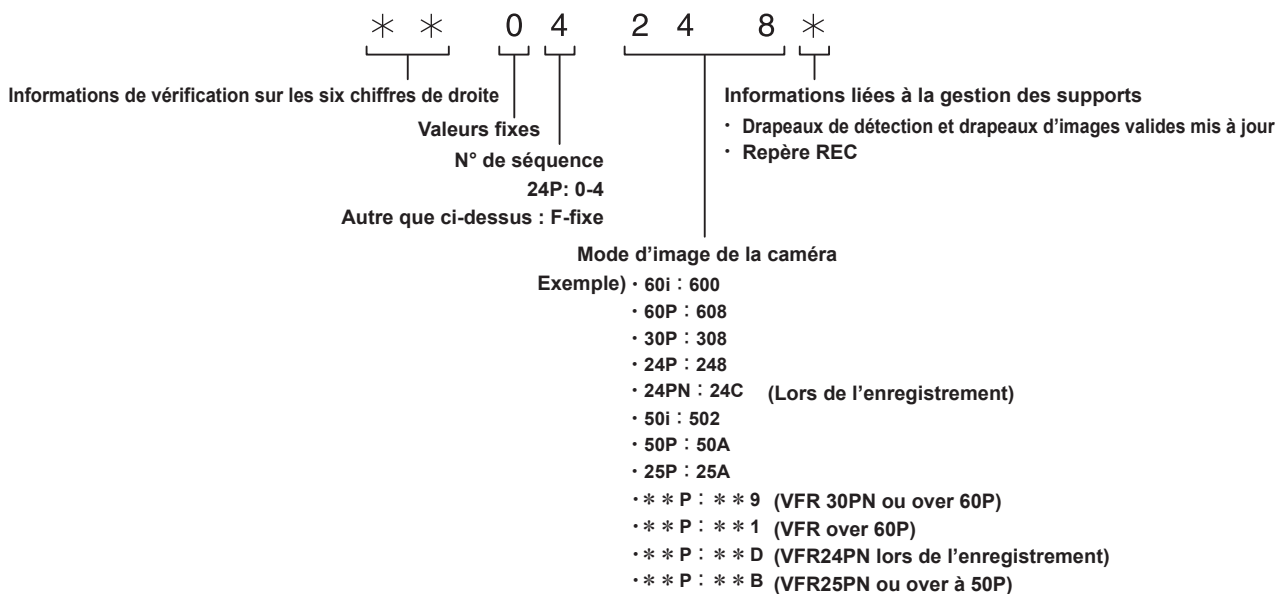 ＊ ＊ 0 4 2 4 8 ＊
Informations de vérification sur les six chiffres de droite
Valeurs fixes
N° de séquence
24P: 0-4
Autre que ci-dessus : F-fixe
Informations liées à la gestion des supports
・ Drapeaux de détection et drapeaux d'images valides mis à jour
・ Repère REC
Mode d'image de la caméra
Exemple) ・60i：600
・60P：608
・30P：308
・24P：248
・24PN：24C (Lors de l'enregistrement)
・50i：502
・50P：50A
・25P：25A
・＊＊P：＊＊9 (VFR 30PN ou over 60P)
・＊＊P：＊＊1 (VFR over 60P)
・＊＊P：＊＊D (VFR24PN lors de l'enregistrement)
・＊＊P：＊＊B (VFR25PN ou over à 50P)